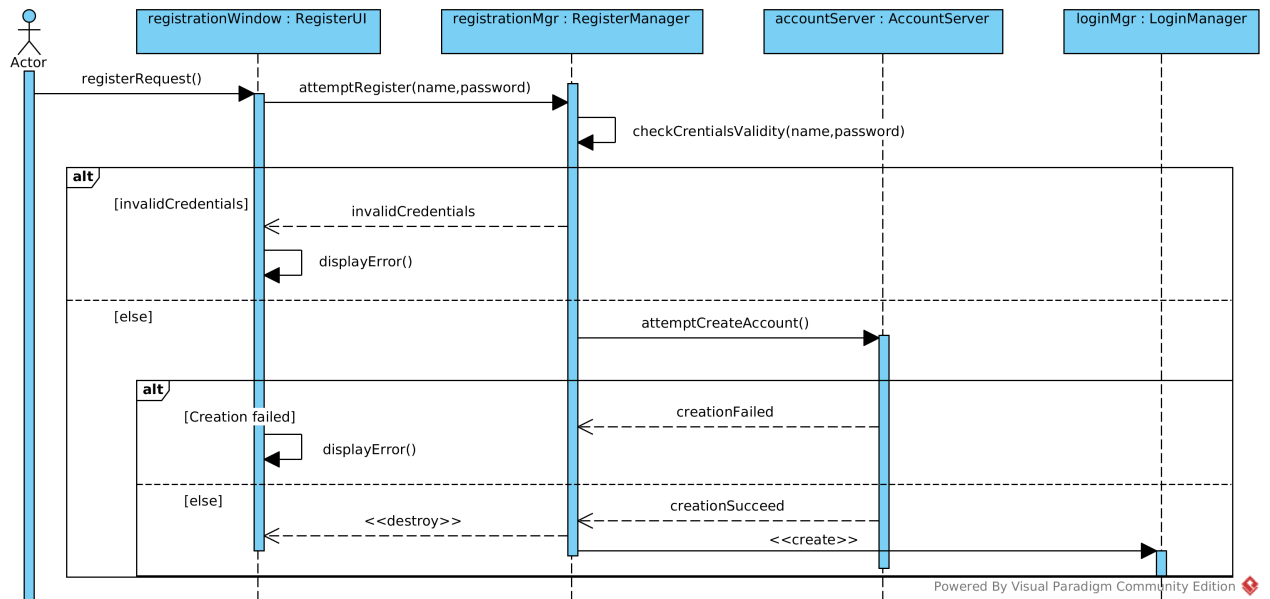 registrationWindow : RegisterUI
registrationMgr : RegisterManager
accountServer : AccountServer
loginMgr : LoginManager
Actor
registerRequest()
attemptRegister(name,password)
checkCrentialsValidity(name,password)
alt
[invalidCredentials]
invalidCredentials
displayError()
[else]
attemptCreateAccount()
alt
[Creation failed]
creationFailed
displayError()
[else]
creationSucceed
<<destroy>>
<<create>>
Powered By Visual Paradigm Community Edition